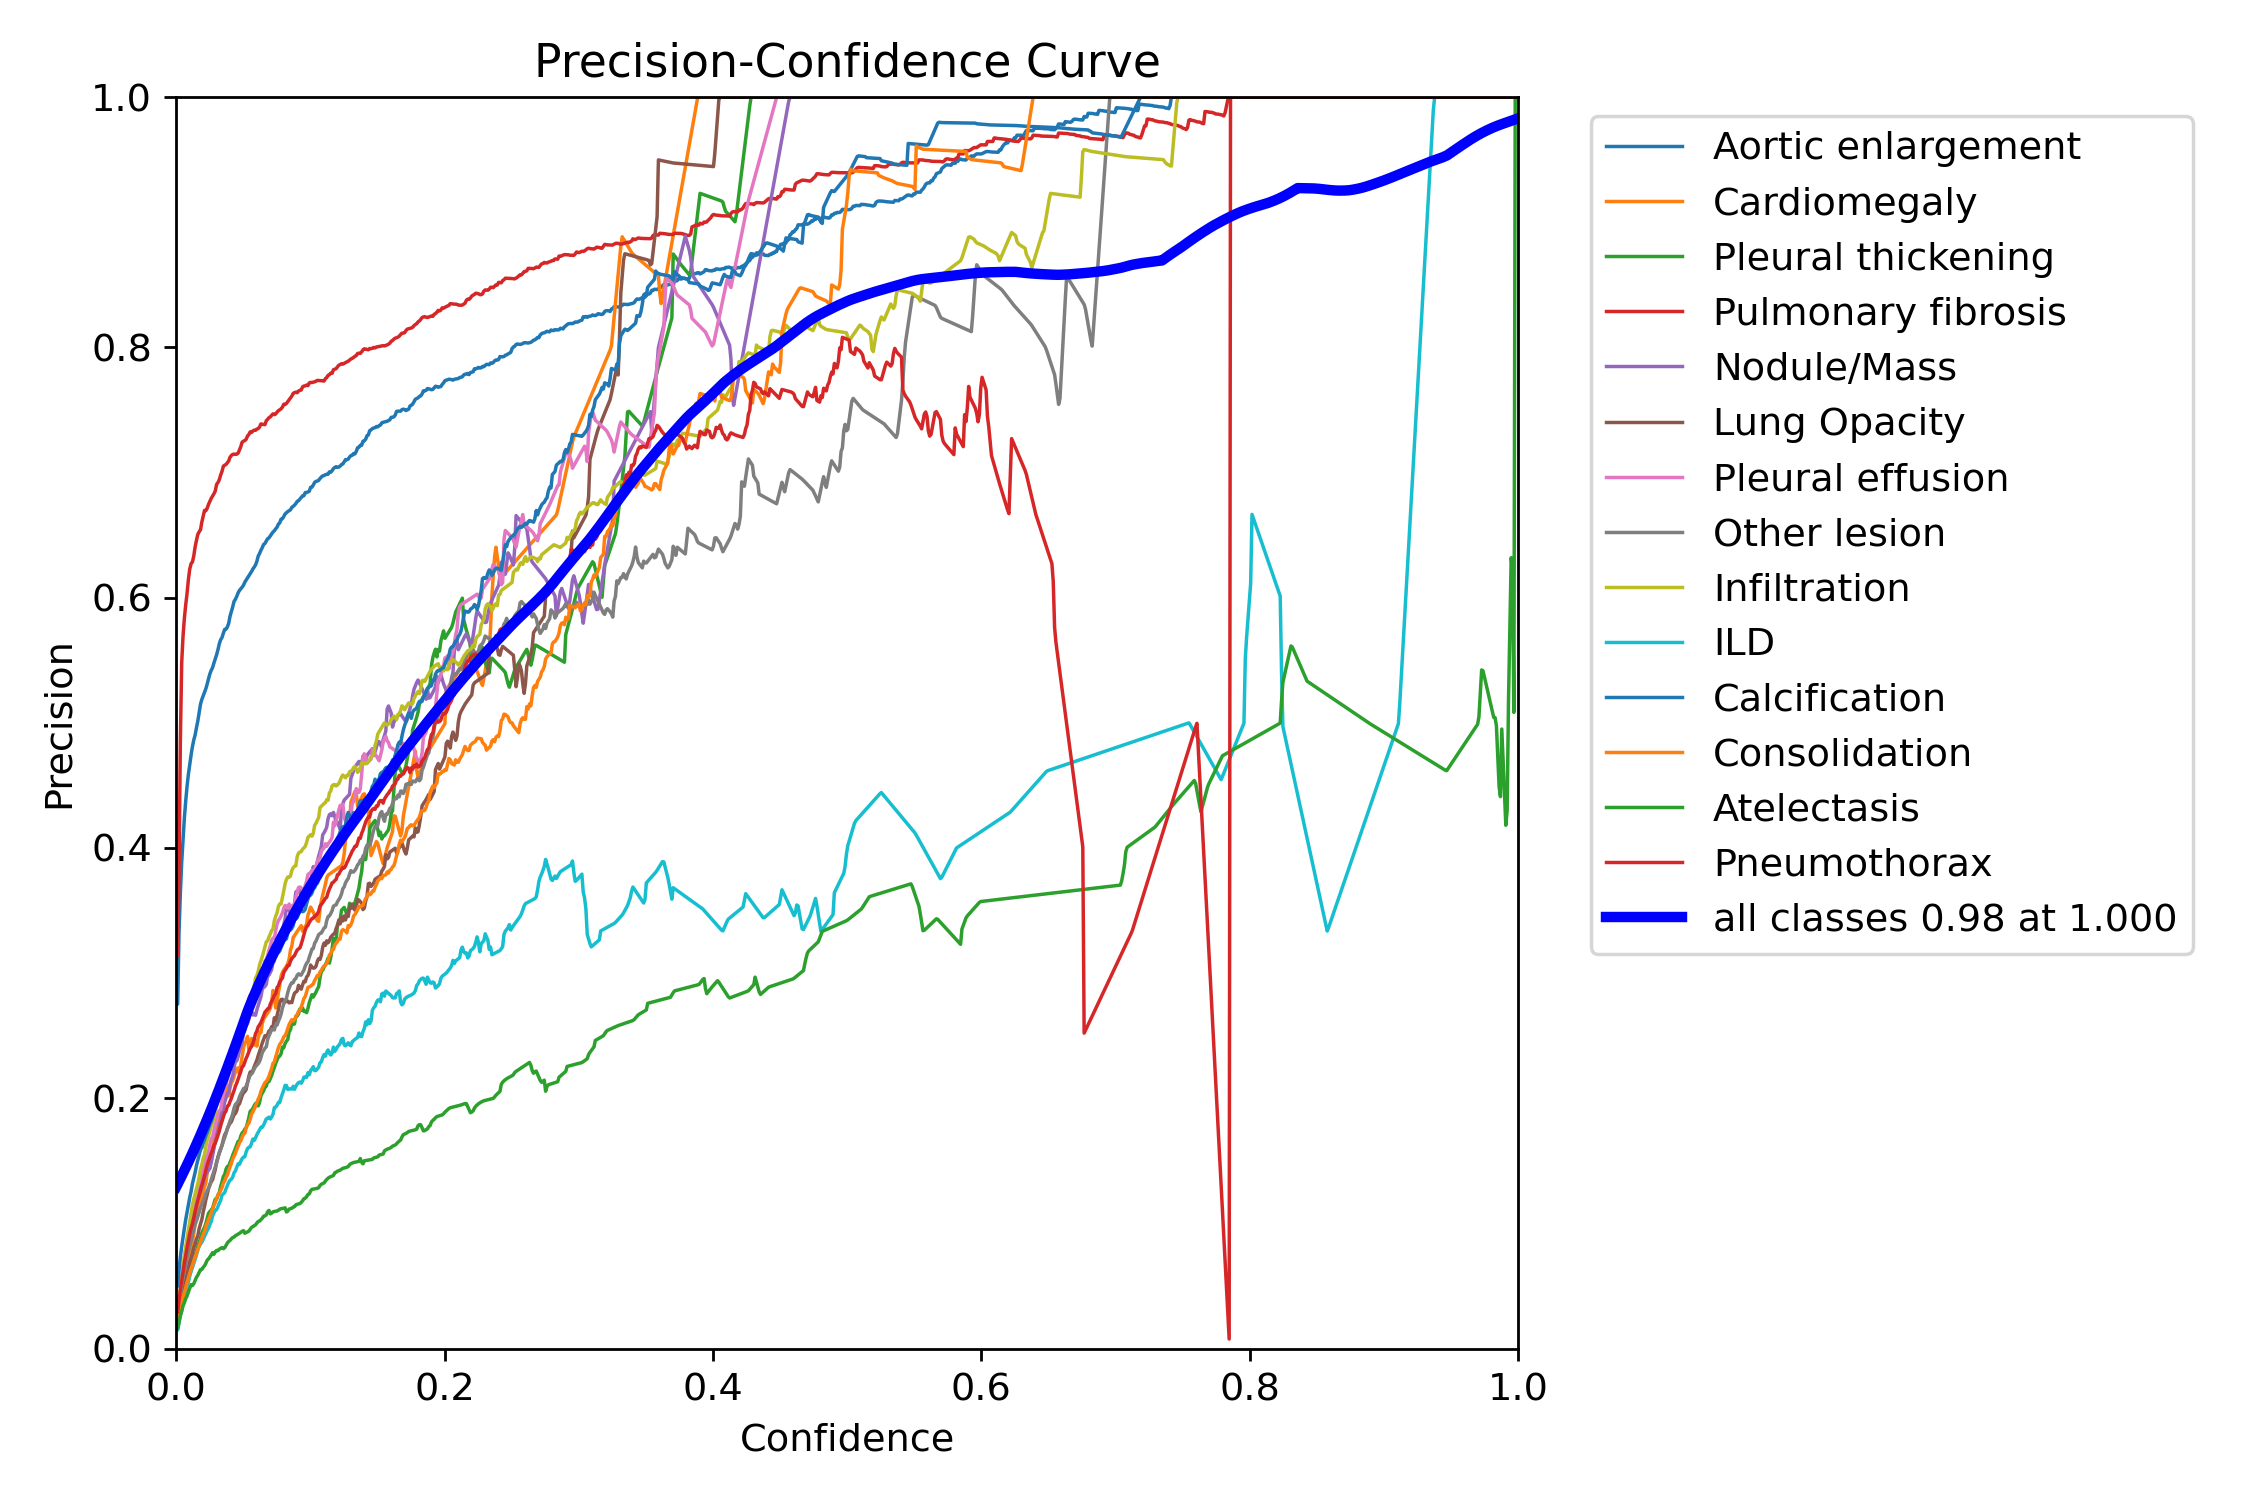 Precision-Confidence Curve
1.0
0.8
0.6
0.4
0.2
0.0
Precision
0.0 0.2 0.4 0.6 0.8 1.0
Confidence
Aortic enlargement
Cardiomegaly
Pleural thickening
Pulmonary fibrosis
Nodule/Mass
Lung Opacity
Pleural effusion
Other lesion
Infiltration
ILD
Calcification
Consolidation
Atelectasis
Pneumothorax
all classes 0.98 at 1.000